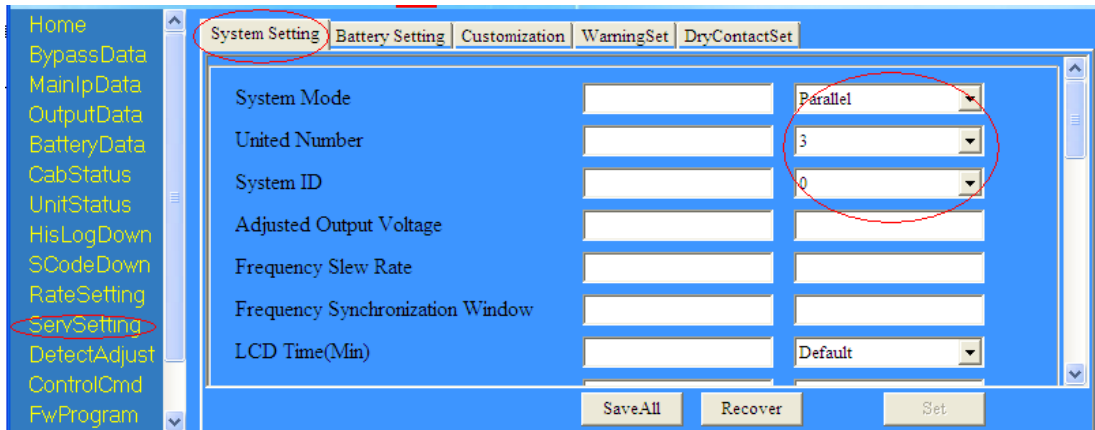 Home
BypassData
MainIpData
OutputData
BatteryData
CabStatus
UnitStatus
HisLogDown
SCodeDown
RateSetting
ServSetting
DetectAdjust
ControlCmd
FwProgram
System Setting Battery Setting Customization WarningSet DryContactSet
System Mode Parallel
United Number 3
System ID 0
Adjusted Output Voltage
Frequency Slew Rate
Frequency Synchronization Window
LCD Time(Min) Default
SaveAll Recover Set